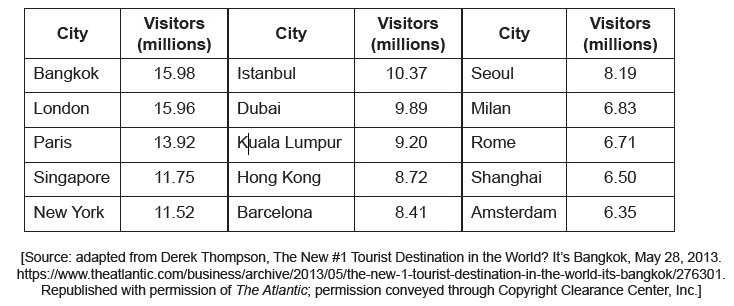 City Visitors (millions) City Visitors (millions) City Visitors (millions)
Bangkok 15.98 Istanbul 10.37 Seoul 8.19
London 15.96 Dubai 9.89 Milan 6.83
Paris 13.92 Kuala Lumpur 9.20 Rome 6.71
Singapore 11.75 Hong Kong 8.72 Shanghai 6.50
New York 11.52 Barcelona 8.41 Amsterdam 6.35
[Source: adapted from Derek Thompson, The New #1 Tourist Destination in the World? It’s Bangkok, May 28, 2013.
https://www.theatlantic.com/business/archive/2013/05/the-new-1-tourist-destination-in-the-world-its-bangkok/276301.
Republished with permission of The Atlantic; permission conveyed through Copyright Clearance Center, Inc.]